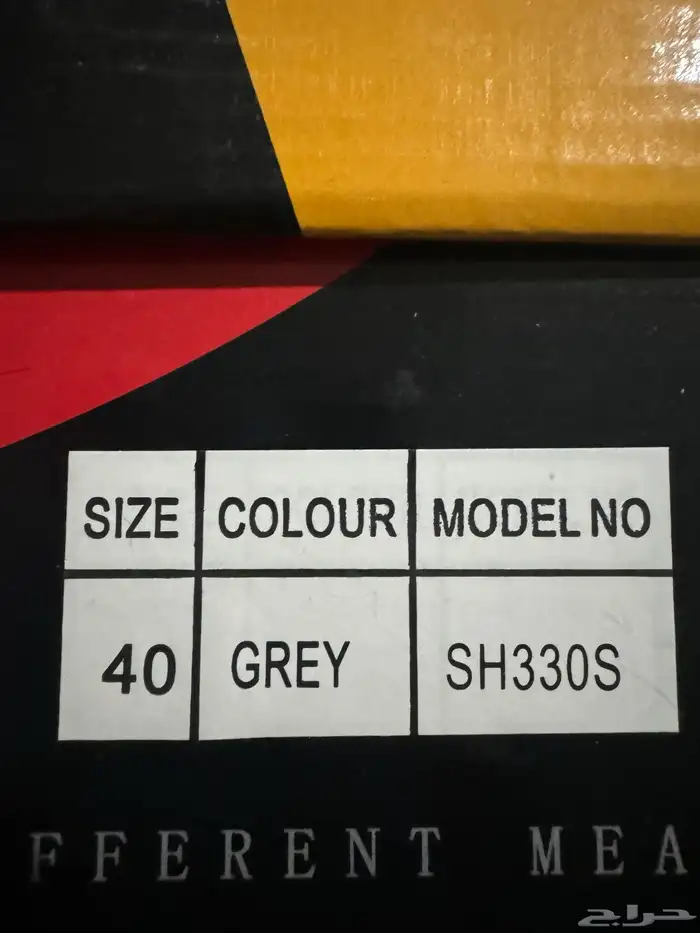 SIZE COLOUR MODEL NO
40 GREY SH330S
FFERENT MEA
حراج